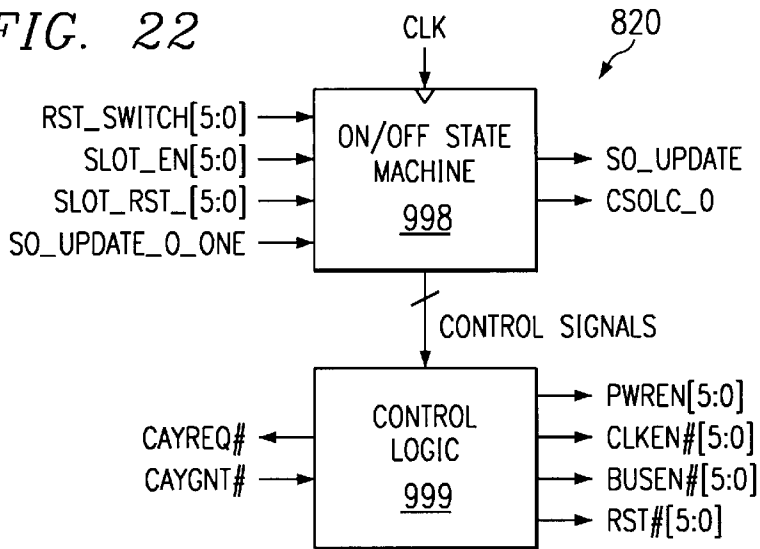 FIG. 22
CLK
820
RST_SWITCH[5:0]
SLOT_EN[5:0]
SLOT_RST_[5:0]
SO_UPDATE_O_ONE
ON/OFF STATE
MACHINE
998
SO_UPDATE
CSOLC_O
CONTROL SIGNALS
CAYREQ#
CAYGNT#
CONTROL
LOGIC
999
PWREN[5:0]
CLKEN#[5:0]
BUSEN#[5:0]
RST#[5:0]